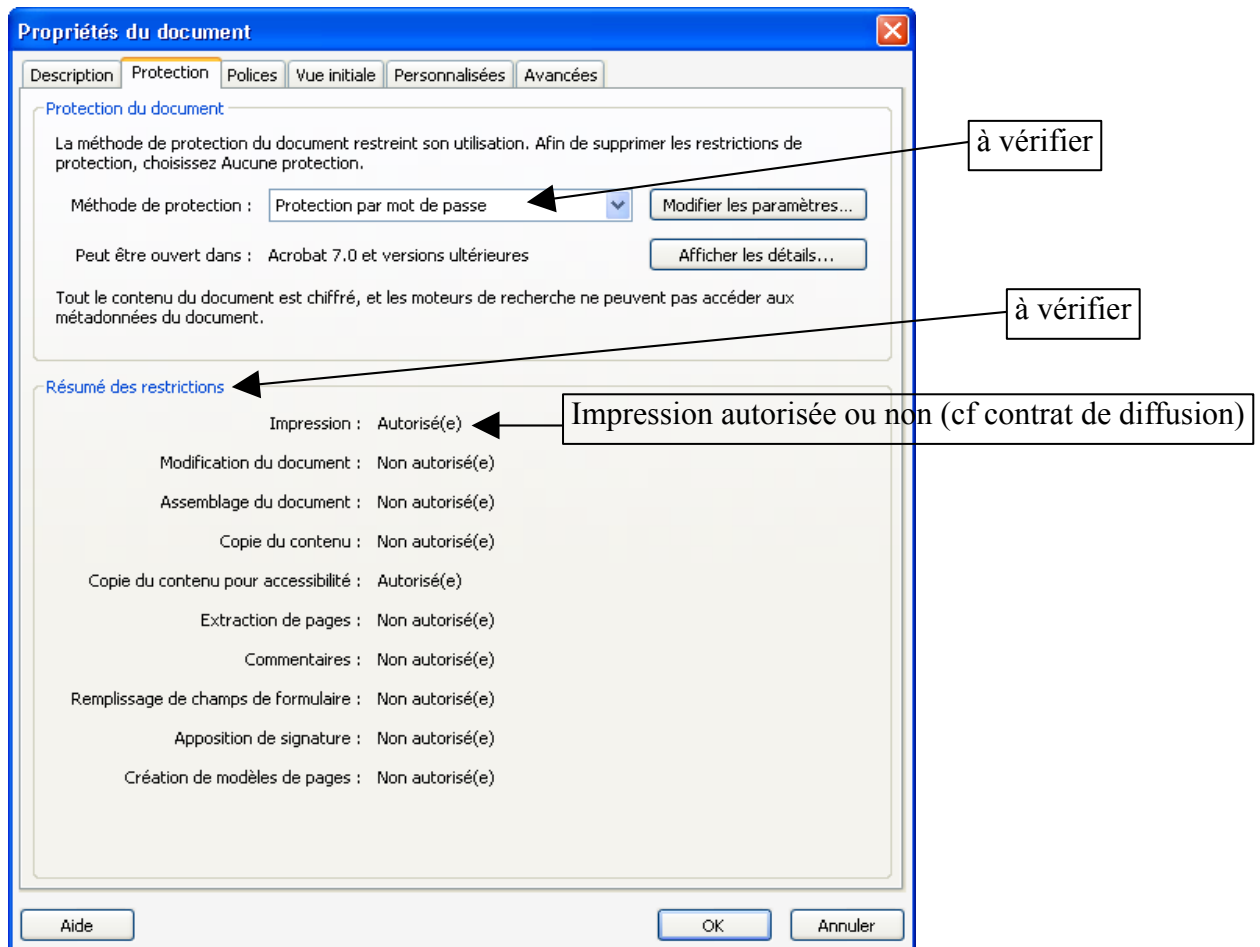 Propriétés du document
Description Protection Polices Vue initiale Personnalisées Avancées
Protection du document
La méthode de protection du document restreint son utilisation. Afin de supprimer les restrictions de
protection, choisissez Aucune protection.
à vérifier
Méthode de protection : Protection par mot de passe Modifier les paramètres...
Peut être ouvert dans : Acrobat 7.0 et versions ultérieures Afficher les détails...
Tout le contenu du document est chiffré, et les moteurs de recherche ne peuvent pas accéder aux
métadonnées du document.
à vérifier
Résumé des restrictions
Impression : Autorisé(e) Impression autorisée ou non (cf contrat de diffusion)
Modification du document : Non autorisé(e)
Assemblage du document : Non autorisé(e)
Copie du contenu : Non autorisé(e)
Copie du contenu pour accessibilité : Autorisé(e)
Extraction de pages : Non autorisé(e)
Commentaires : Non autorisé(e)
Remplissage de champs de formulaire : Non autorisé(e)
Apposition de signature : Non autorisé(e)
Création de modèles de pages : Non autorisé(e)
Aide OK Annuler